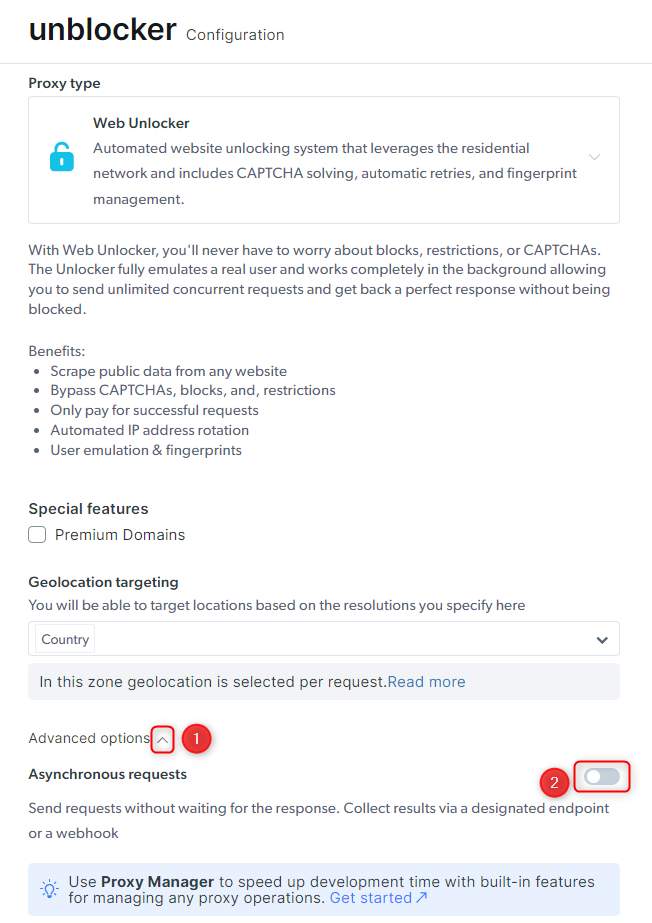 unblocker Configuration
Proxy type
Web Unlocker
Automated website unlocking system that leverages the residential
network and includes CAPTCHA solving, automatic retries, and fingerprint
management.
With Web Unlocker, you'll never have to worry about blocks, restrictions, or CAPTCHAs.
The Unlocker fully emulates a real user and works completely in the background allowing
you to send unlimited concurrent requests and get back a perfect response without being
blocked.
Benefits:
• Scrape public data from any website
• Bypass CAPTCHAs, blocks, and, restrictions
• Only pay for successful requests
• Automated IP address rotation
• User emulation & fingerprints
Special features
Premium Domains
Geolocation targeting
You will be able to target locations based on the resolutions you specify here
Country
In this zone geolocation is selected per request.Read more
Advanced options 1
Asynchronous requests 2
Send requests without waiting for the response. Collect results via a designated endpoint
or a webhook
Use Proxy Manager to speed up development time with built-in features
for managing any proxy operations. Get started